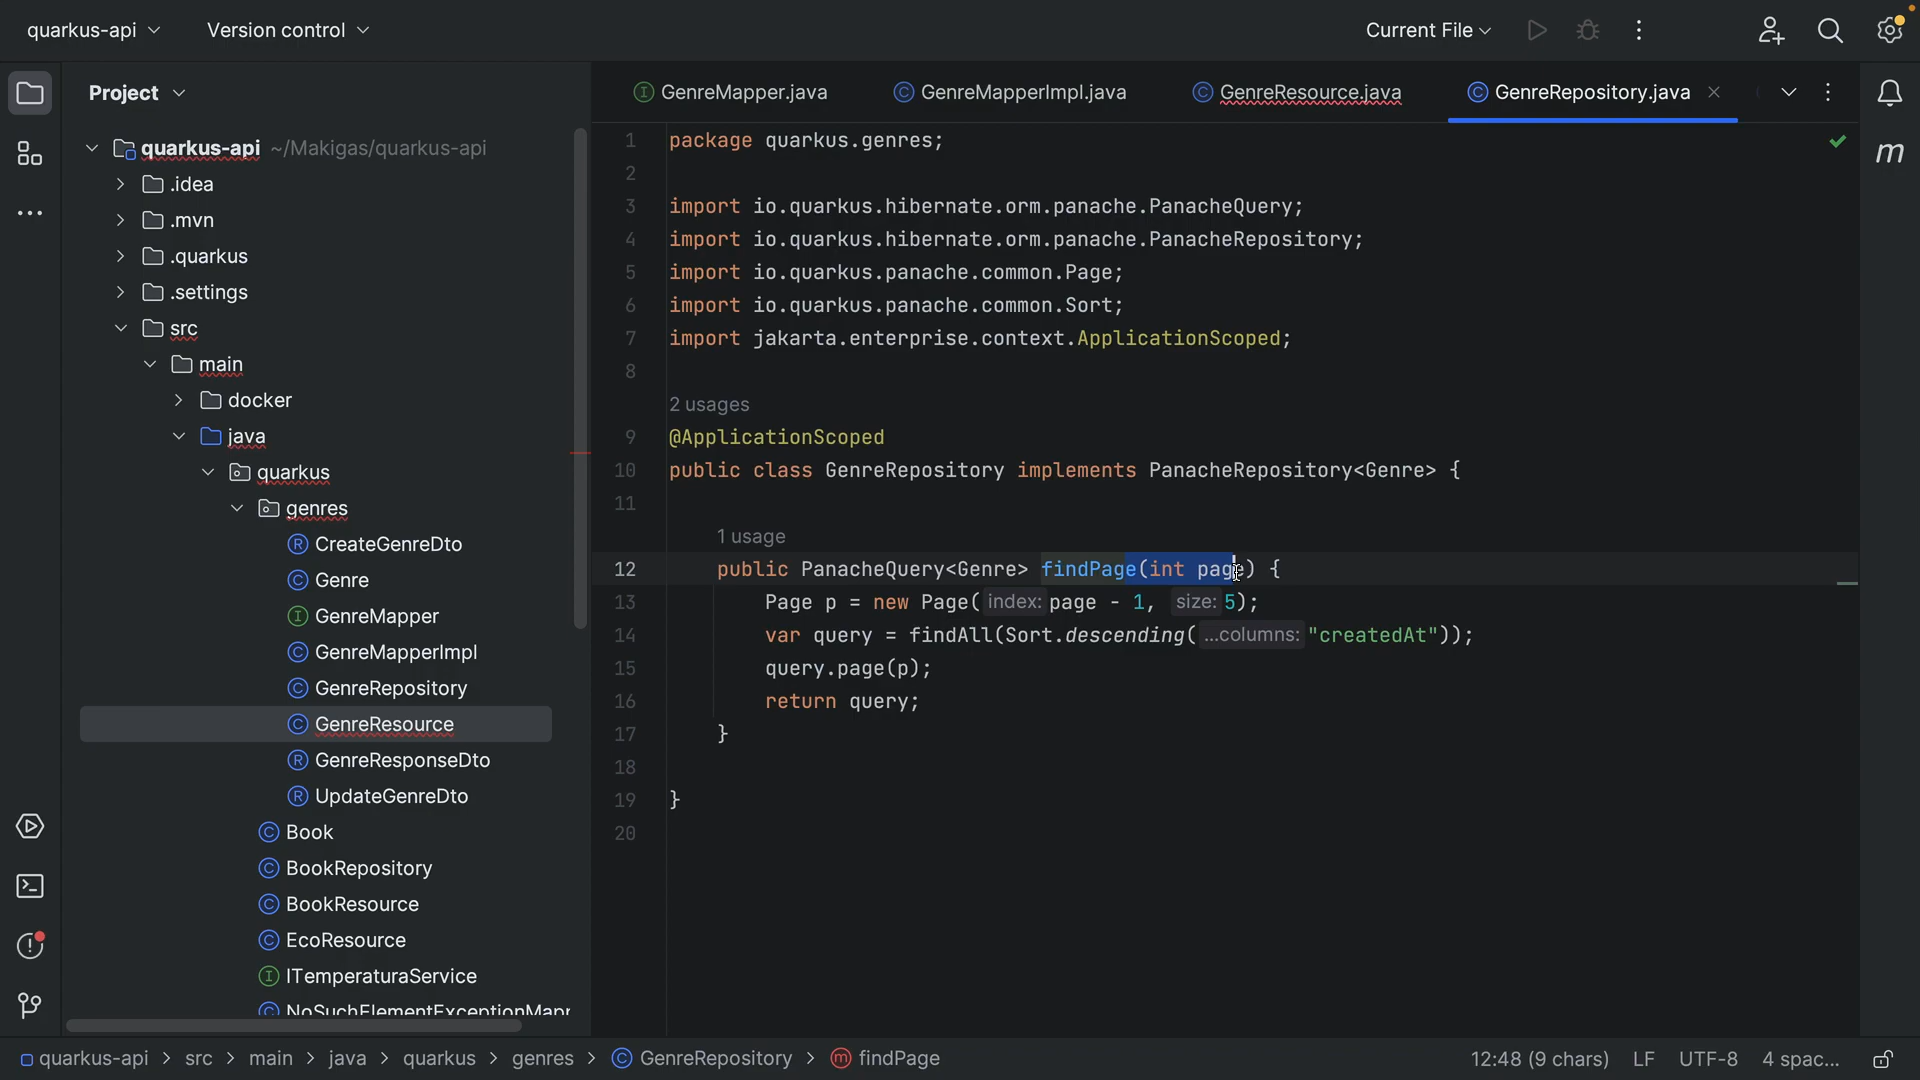 quarkus-api
Version control
Current File
Project
quarkus-api ~/Makigas/quarkus-api
.idea
.mvn
.quarkus
.settings
src
main
docker
java
quarkus
genres
CreateGenreDto
Genre
GenreMapper
GenreMapperImpl
GenreRepository
GenreResource
GenreResponseDto
UpdateGenreDto
Book
BookRepository
BookResource
EcoResource
ITemperaturaService
NoSuchElementExceptionMapp
GenreMapper.java
GenreMapperImpl.java
GenreResource.java
GenreRepository.java
1 package quarkus.genres;
2
3 import io.quarkus.hibernate.orm.panache.PanacheQuery;
4 import io.quarkus.hibernate.orm.panache.PanacheRepository;
5 import io.quarkus.panache.common.Page;
6 import io.quarkus.panache.common.Sort;
7 import jakarta.enterprise.context.ApplicationScoped;
8
2 usages
9 @ApplicationScoped
10 public class GenreRepository implements PanacheRepository<Genre> {
11
1 usage
12 public PanacheQuery<Genre> findPage(int page) {
13 Page p = new Page( index: page - 1, size: 5);
14 var query = findAll(Sort.descending( ...columns: "createdAt"));
15 query.page(p);
16 return query;
17 }
18
19 }
20
m
quarkus-api > src > main > java > quarkus > genres > GenreRepository > findPage
12:48 (9 chars) LF UTF-8 4 spac...